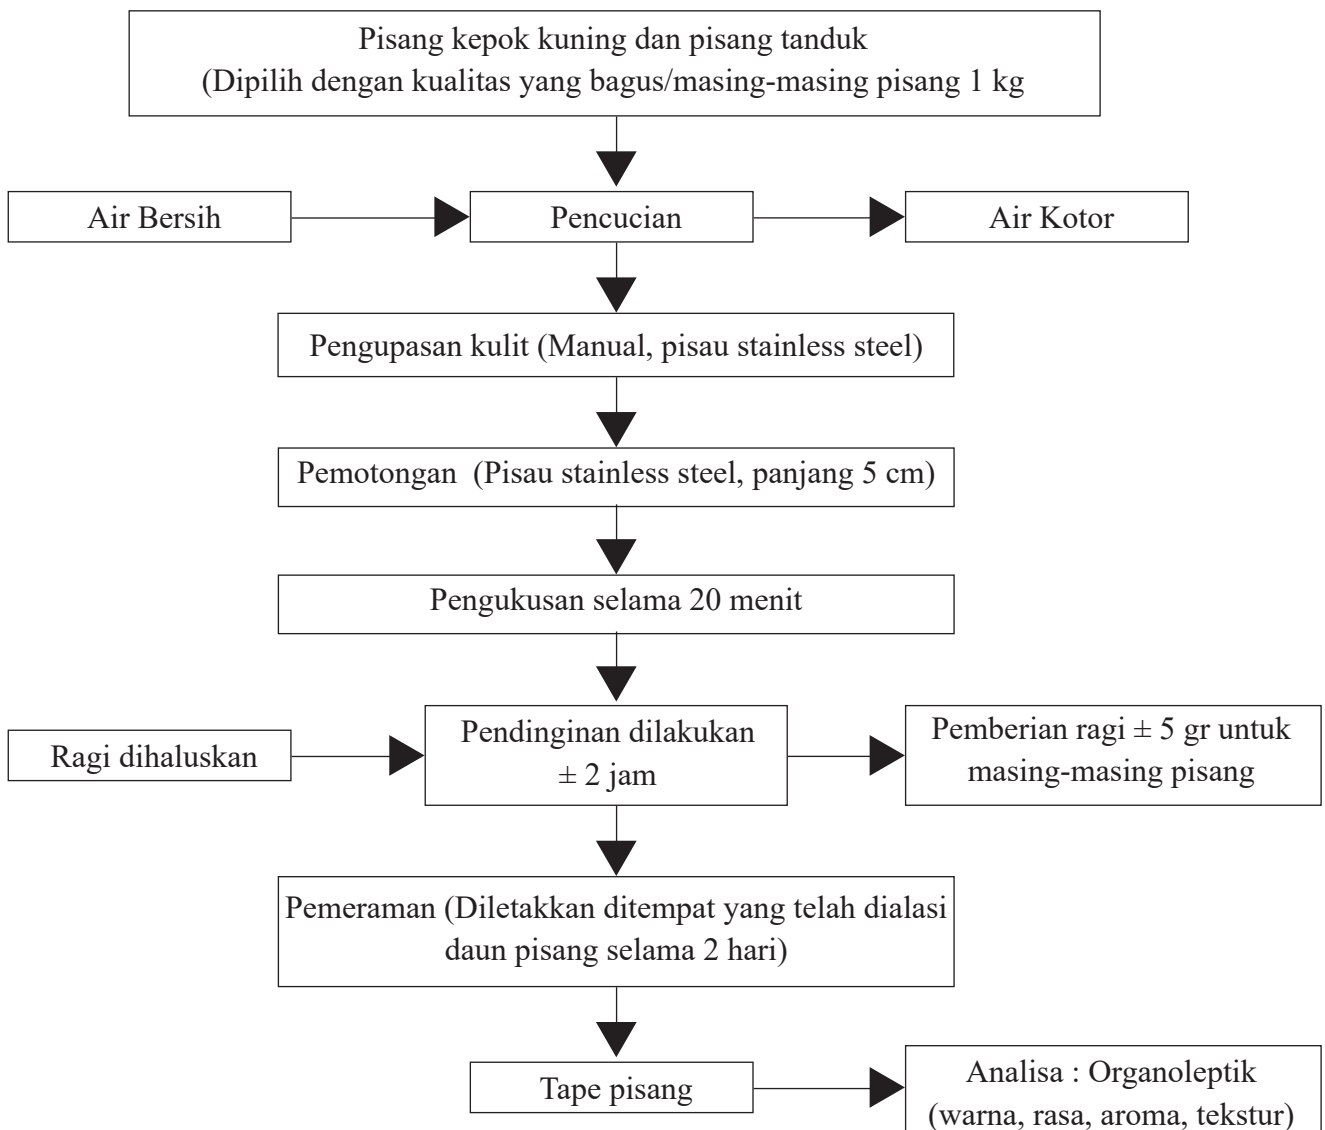 Pisang kepok kuning dan pisang tanduk
(Dipilih dengan kualitas yang bagus/masing-masing pisang 1 kg
Air Bersih
Pencucian
Air Kotor
Pengupasan kulit (Manual, pisau stainless steel)
Pemotongan (Pisau stainless steel, panjang 5 cm)
Pengukusan selama 20 menit
Ragi dihaluskan
Pendinginan dilakukan
± 2 jam
Pemberian ragi ± 5 gr untuk
masing-masing pisang
Pemeraman (Diletakkan ditempat yang telah dialasi
daun pisang selama 2 hari)
Tape pisang
Analisa : Organoleptik
(warna, rasa, aroma, tekstur)